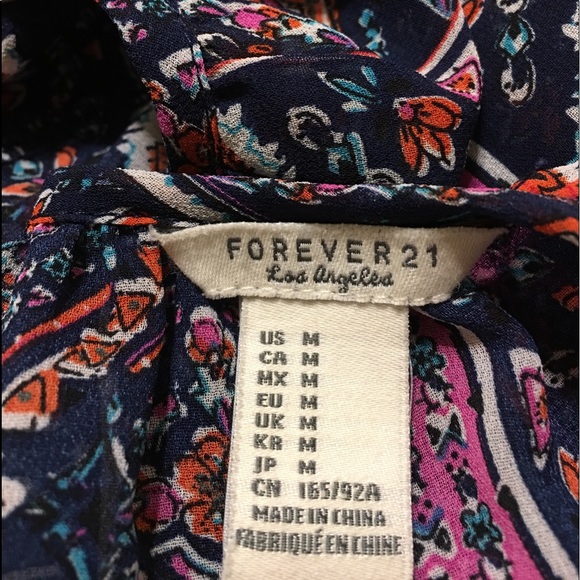 FOREVER 21
Los Angeles
US M
CA M
MX M
EU M
UK M
KR M
JP M
CN 165/92A
MADE IN CHINA
FABRIQUÉ EN CHINE